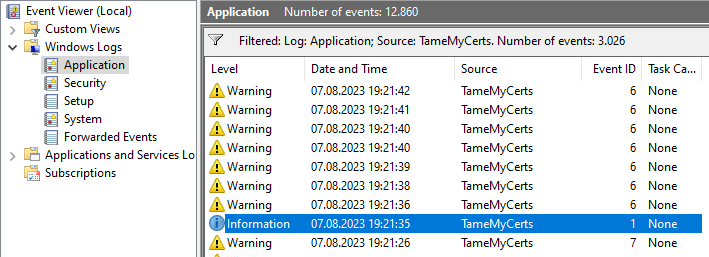 Event Viewer (Local)
Custom Views
Windows Logs
Application
Security
Setup
System
Forwarded Events
Applications and Services Lo
Subscriptions
Application Number of events: 12.860
Filtered: Log: Application; Source: TameMyCerts. Number of events: 3.026
Level Date and Time Source Event ID Task Ca...
Warning 07.08.2023 19:21:42 TameMyCerts 6 None
Warning 07.08.2023 19:21:41 TameMyCerts 6 None
Warning 07.08.2023 19:21:40 TameMyCerts 6 None
Warning 07.08.2023 19:21:40 TameMyCerts 6 None
Warning 07.08.2023 19:21:39 TameMyCerts 6 None
Warning 07.08.2023 19:21:38 TameMyCerts 6 None
Warning 07.08.2023 19:21:36 TameMyCerts 6 None
Information 07.08.2023 19:21:35 TameMyCerts 1 None
Warning 07.08.2023 19:21:26 TameMyCerts 7 None